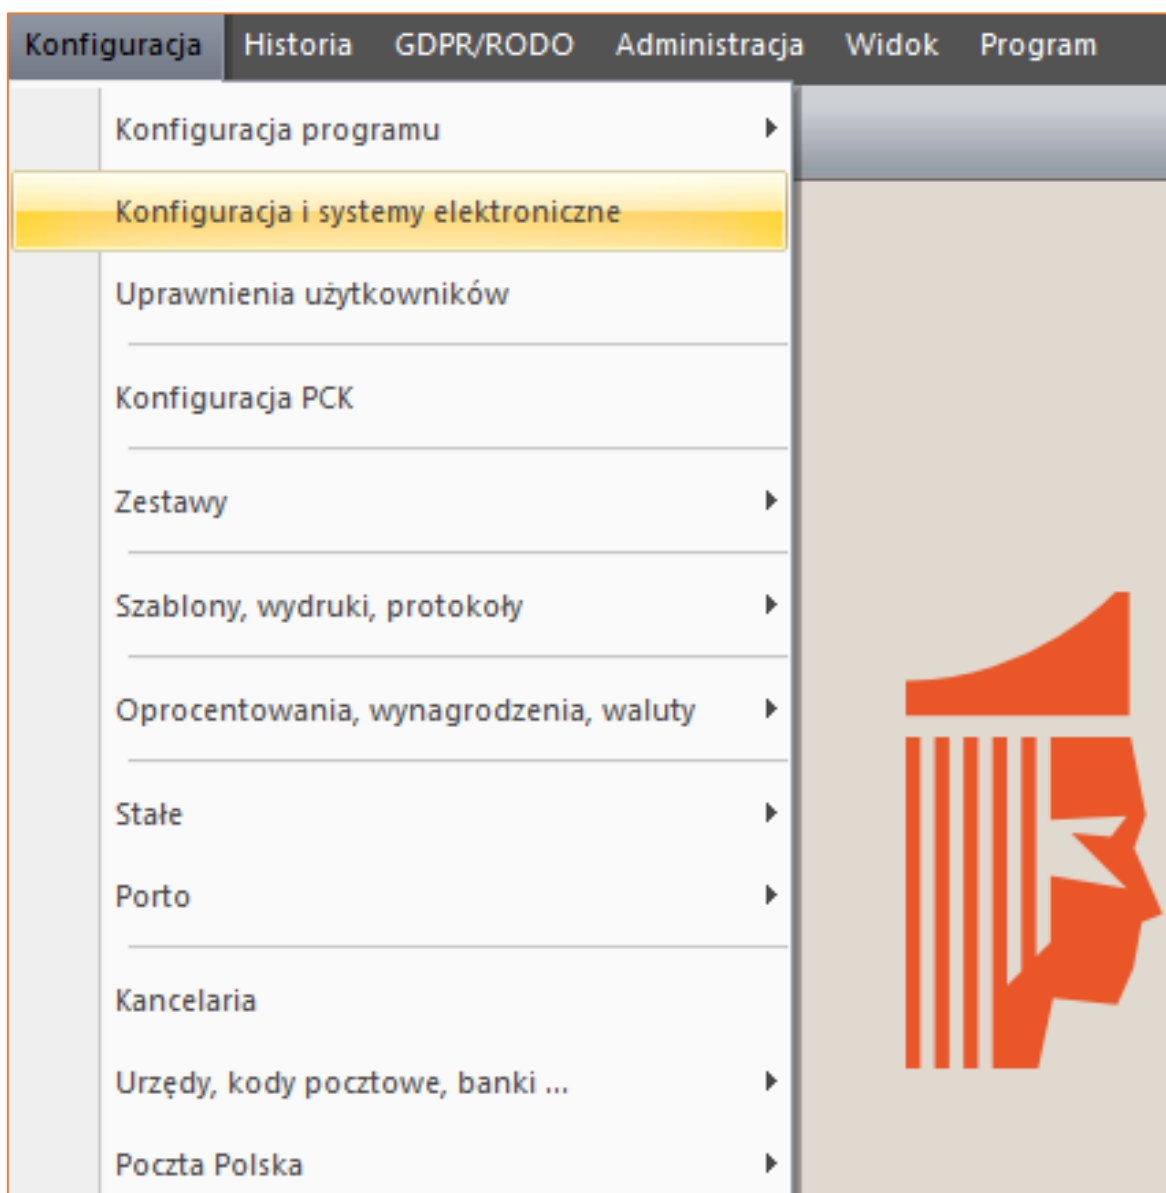 Konfiguracja Historia GDPR/RODO Administracja Widok Program
Konfiguracja programu
Konfiguracja i systemy elektroniczne
Uprawnienia użytkowników
Konfiguracja PCK
Zestawy
Szablony, wydruki, protokoły
Oprocentowania, wynagrodzenia, waluty
Stałe
Porto
Kancelaria
Urzędy, kody pocztowe, banki ...
Poczta Polska